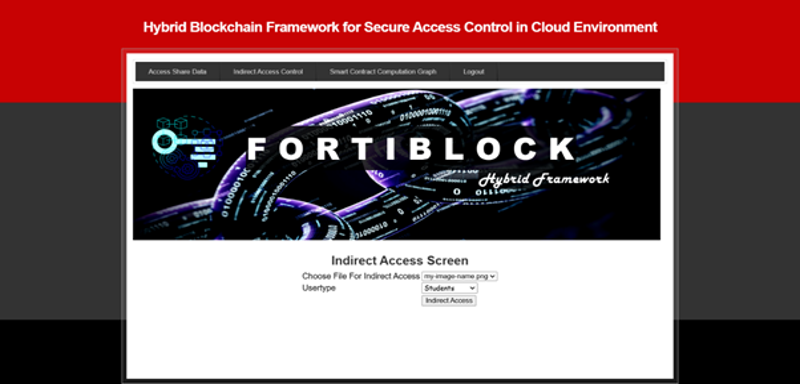 Hybrid Blockchain Framework for Secure Access Control in Cloud Environment
Access Share Data Indirect Access Control Smart Contract Computation Graph Logout
FORTIBLOCK
Hybrid Framework
Indirect Access Screen
Choose File For Indirect Access my-image-name.png
Usertype Students
Indirect Access